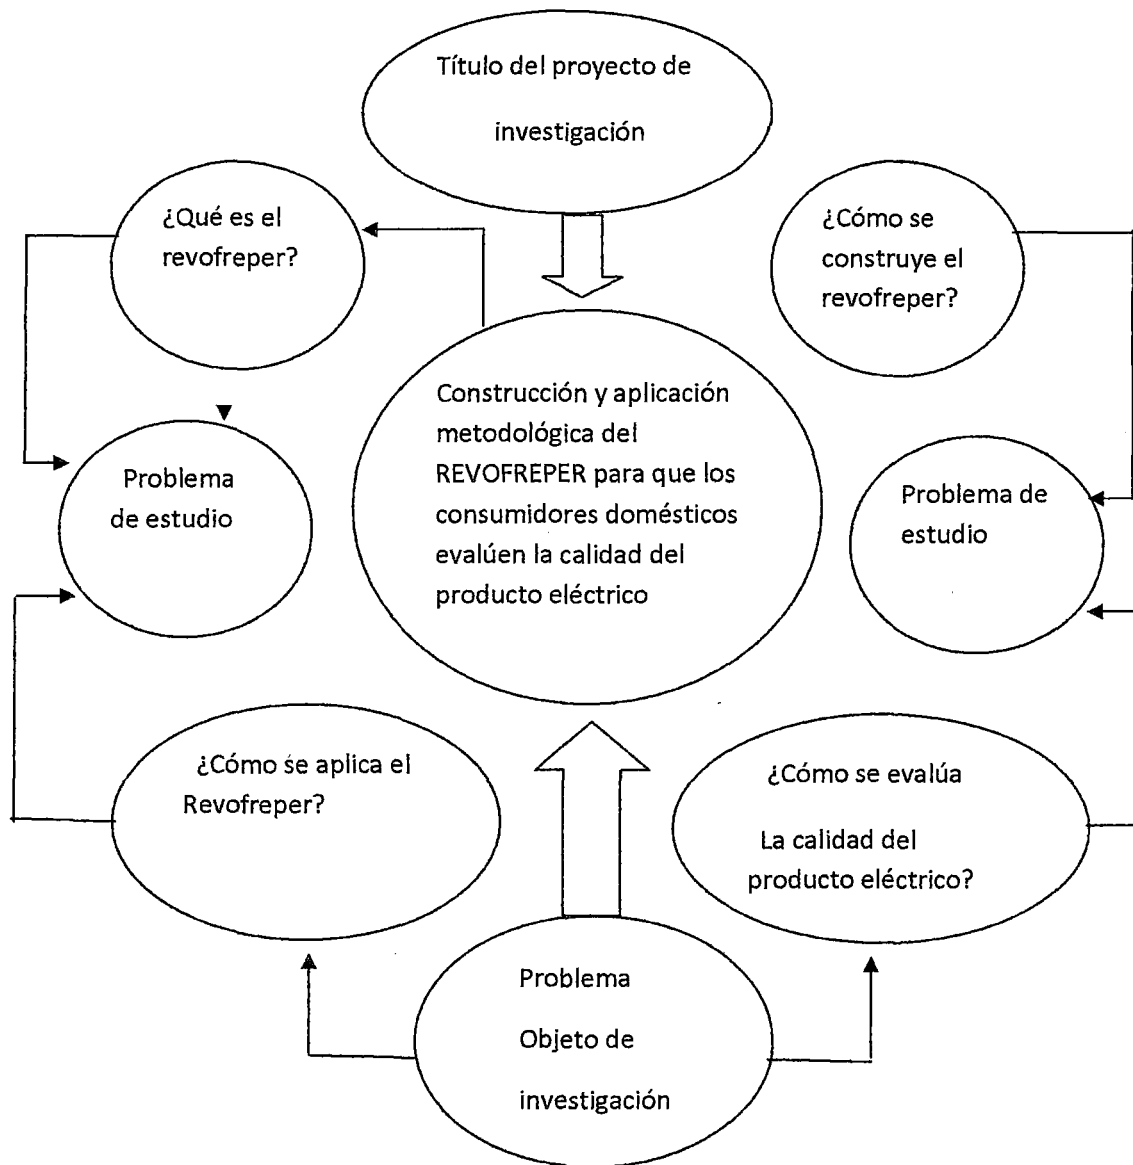 Título del proyecto de
investigación
¿Qué es el
revofreper?
¿Cómo se
construye el
revofreper?
Construcción y aplicación
metodológica del
REVOFREPER para que los
consumidores domésticos
evalúen la calidad del
producto eléctrico
Problema
de estudio
Problema de
estudio
¿Cómo se aplica el
Revofreper?
¿Cómo se evalúa
La calidad del
producto eléctrico?
Problema
Objeto de
investigación